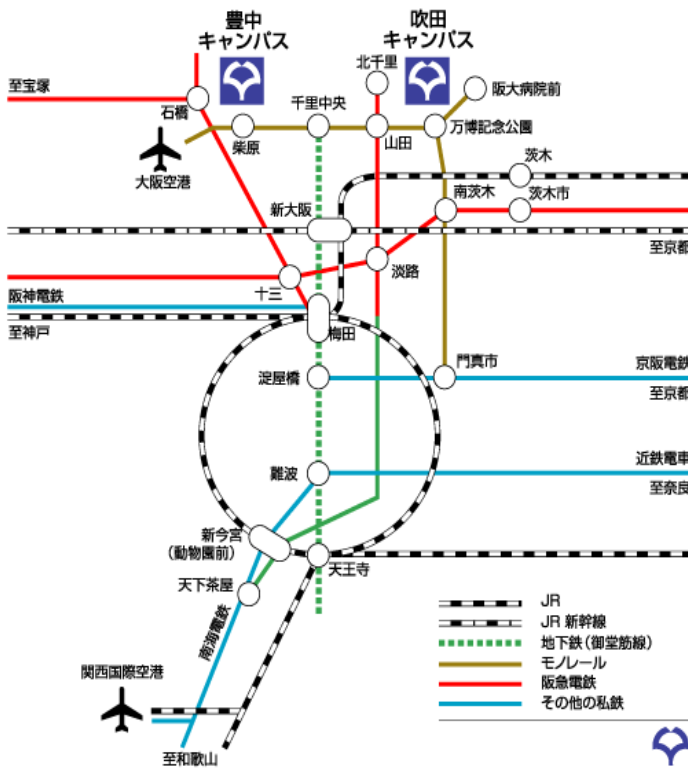 豊中
キャンパス
吹田
キャンパス
北千里
至宝塚
石橋
千里中央
阪大病院前
柴原
山田
万博記念公園
大阪空港
茨木
南茨木
茨木市
新大阪
至京都
淡路
十三
阪神電鉄
至神戸
梅田
淀屋橋
門真市
京阪電鉄
至京都
難波
近鉄電車
至奈良
新今宮
(動物園前)
天王寺
天下茶屋
南海電鉄
関西国際空港
至和歌山
JR
JR 新幹線
地下鉄(御堂筋線)
モノレール
阪急電鉄
その他の私鉄